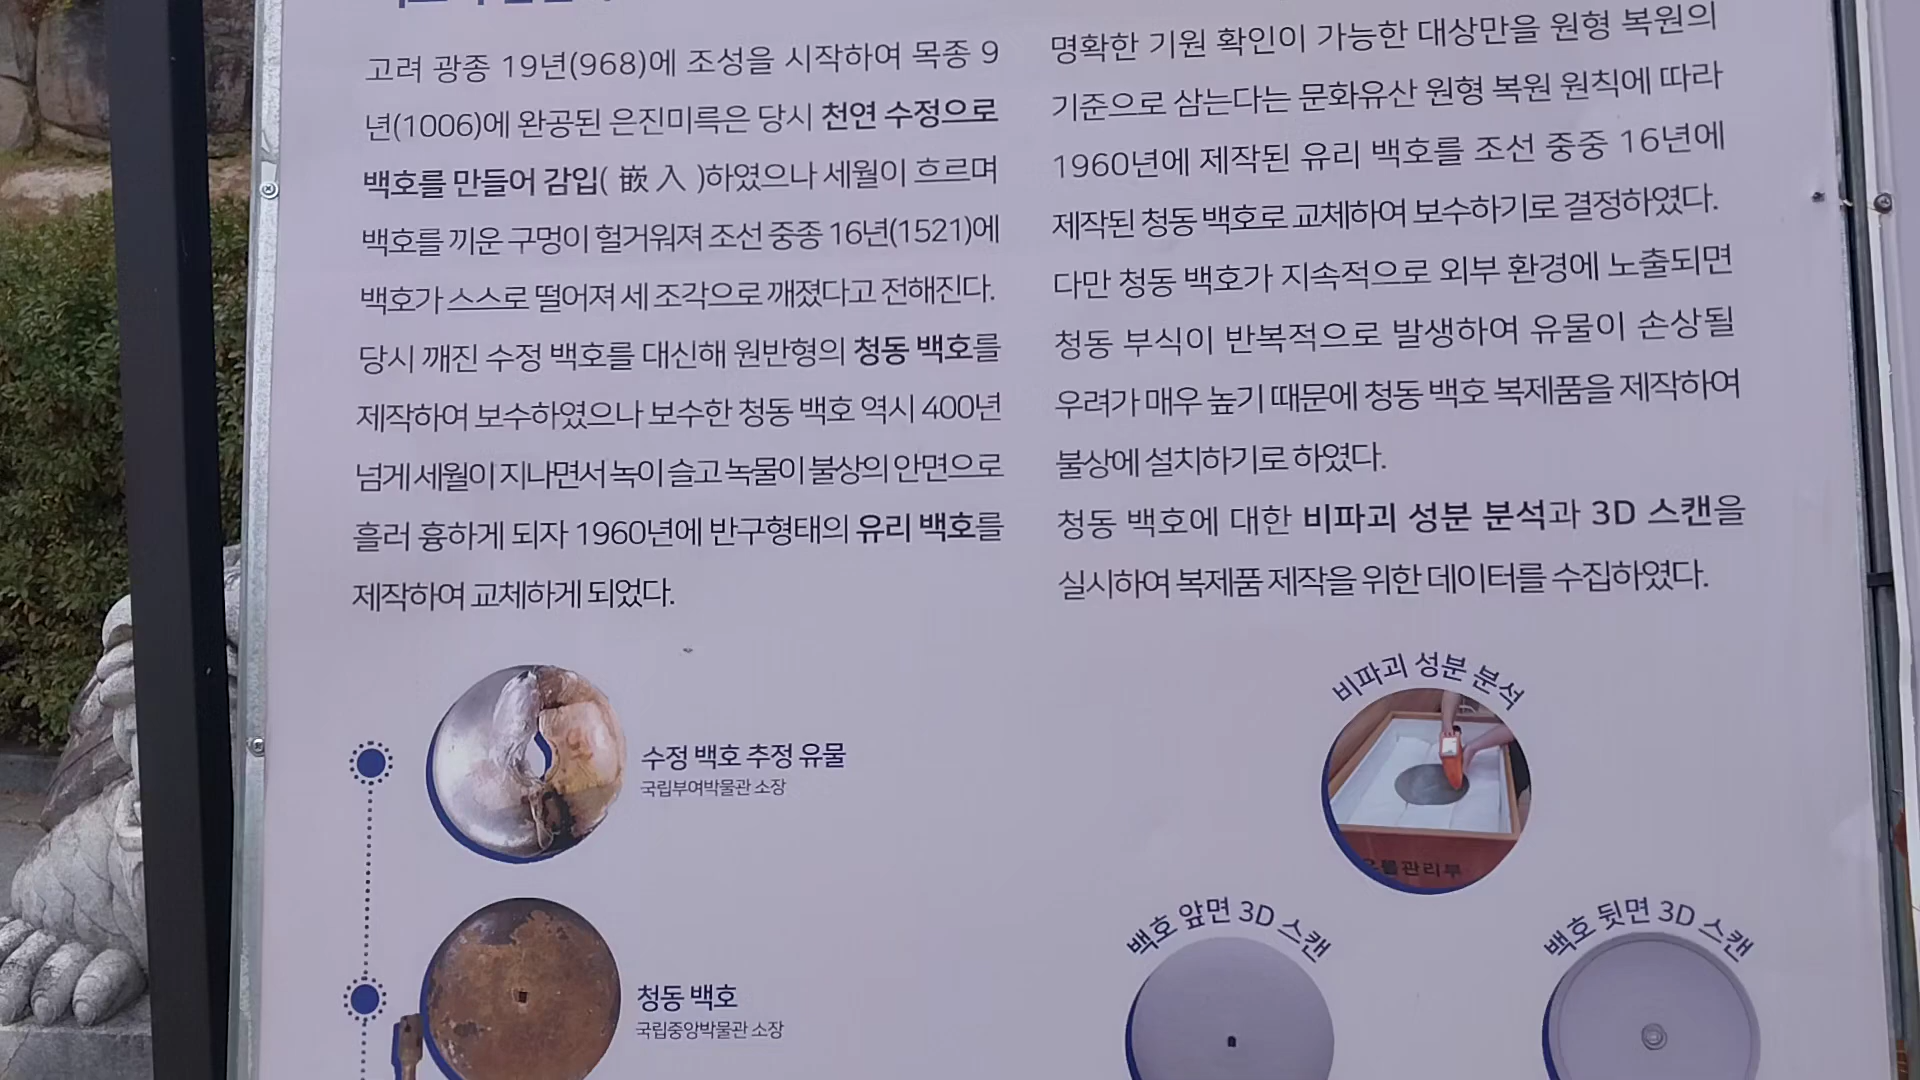 고려 광종 19년(968)에 조성을 시작하여 목종 9
년(1006)에 완공된 은진미륵은 당시 천연 수정으로
백호를 만들어 감입( 嵌 入 )하였으나 세월이 흐르며
백호를 끼운 구멍이 헐거워져 조선 중종 16년(1521)에
백호가 스스로 떨어져 세 조각으로 깨졌다고 전해진다.
당시 깨진 수정 백호를 대신해 원반형의 청동 백호를
제작하여 보수하였으나 보수한 청동 백호 역시 400년
넘게 세월이 지나면서 녹이 슬고 녹물이 불상의 안면으로
흘러 흉하게 되자 1960년에 반구형태의 유리 백호를
제작하여 교체하게 되었다.
명확한 기원 확인이 가능한 대상만을 원형 복원의
기준으로 삼는다는 문화유산 원형 복원 원칙에 따라
1960년에 제작된 유리 백호를 조선 중중 16년에
제작된 청동 백호로 교체하여 보수하기로 결정하였다.
다만 청동 백호가 지속적으로 외부 환경에 노출되면
청동 부식이 반복적으로 발생하여 유물이 손상될
우려가 매우 높기 때문에 청동 백호 복제품을 제작하여
불상에 설치하기로 하였다.
청동 백호에 대한 비파괴 성분 분석과 3D 스캔을
실시하여 복제품 제작을 위한 데이터를 수집하였다.
수정 백호 추정 유물
국립부여박물관 소장
청동 백호
국립중앙박물관 소장
비파괴 성분 분석
물관리부
백호 앞면 3D 스캔
백호 뒷면 3D 스캔